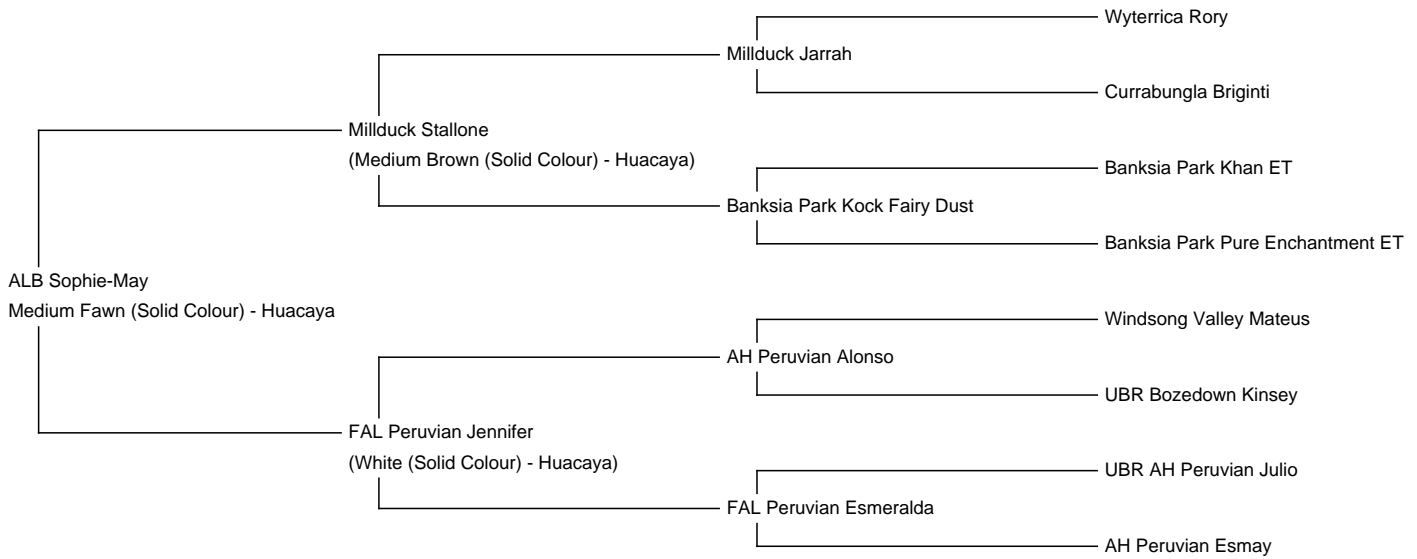 Wyterrica Rory
Millduck Jarrah
Currabungla Briginti
Millduck Stallone
(Medium Brown (Solid Colour) - Huacaya)
Banksia Park Khan ET
Banksia Park Kock Fairy Dust
Banksia Park Pure Enchantment ET
ALB Sophie-May
Medium Fawn (Solid Colour) - Huacaya
Windsong Valley Mateus
AH Peruvian Alonso
UBR Bozedown Kinsey
FAL Peruvian Jennifer
(White (Solid Colour) - Huacaya)
UBR AH Peruvian Julio
FAL Peruvian Esmeralda
AH Peruvian Esmay